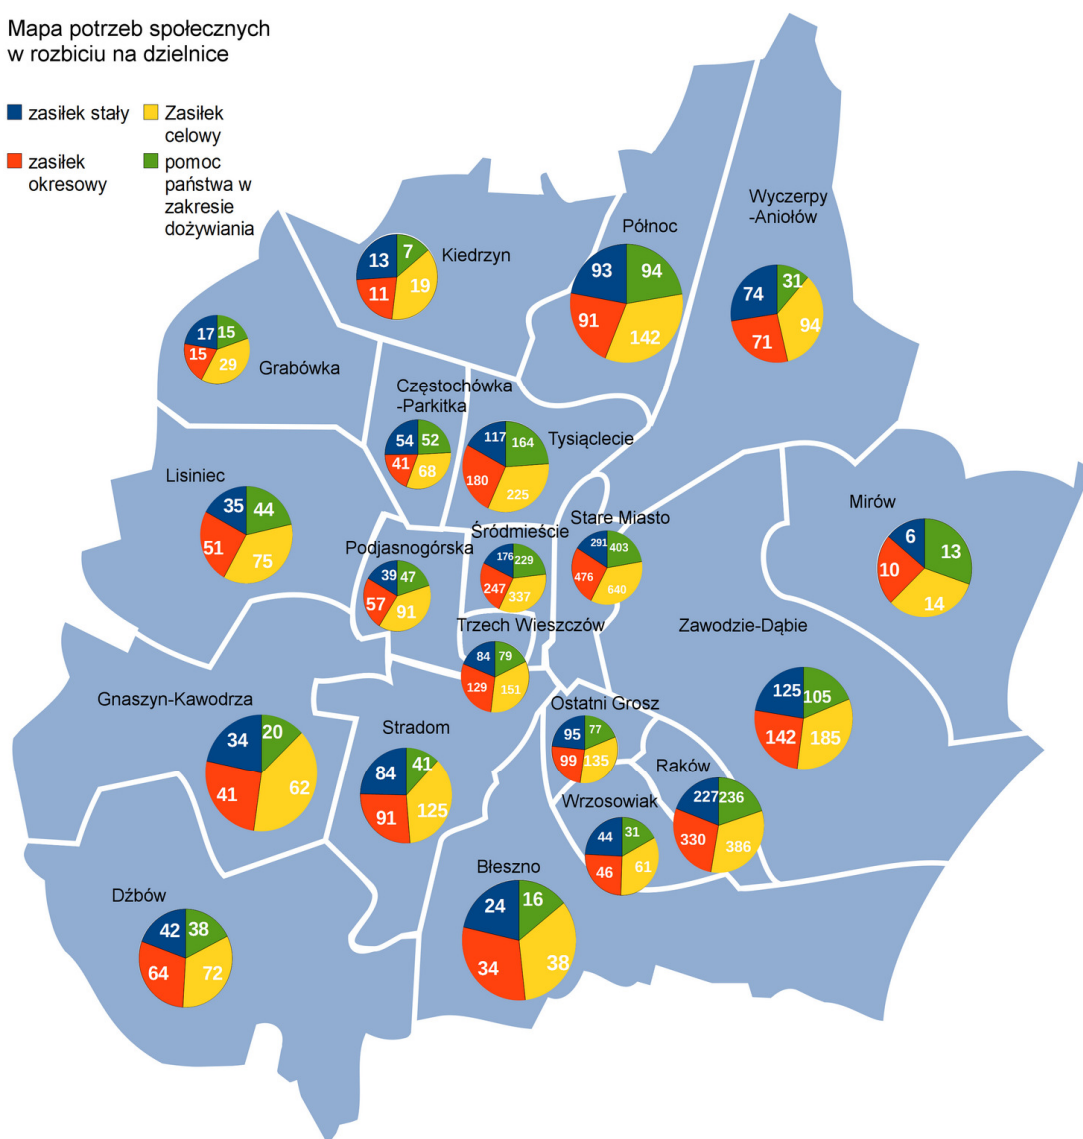 Mapa potrzeb społecznych
w rozbiciu na dzielnice
zasiłek stały
Zasiłek
celowy
zasiłek
okresowy
pomoc
państwa w
zakresie
dożywiania
Wyczerpy
-Aniołów
74
31
71
94
Północ
93
94
91
142
Kiedrzyn
13
7
11
19
Grabówka
17
15
15
29
Częstochówka
-Parkitka
54
52
41
68
Tysiąclecie
117
164
180
225
Lisiniec
35
44
51
75
Mirów
6
13
10
14
Stare Miasto
291
403
476
640
Śródmieście
176
229
247
337
Podjasnogórska
39
47
57
91
Trzech Wieszczów
84
79
129
151
Zawodzie-Dąbie
125
105
142
185
Gnaszyn-Kawodrza
34
20
41
62
Stradom
84
41
91
125
Ostatni Grosz
95
77
99
135
Raków
227
236
330
386
Wrzosowiak
44
31
46
61
Błeszno
24
16
34
38
Dźbów
42
38
64
72